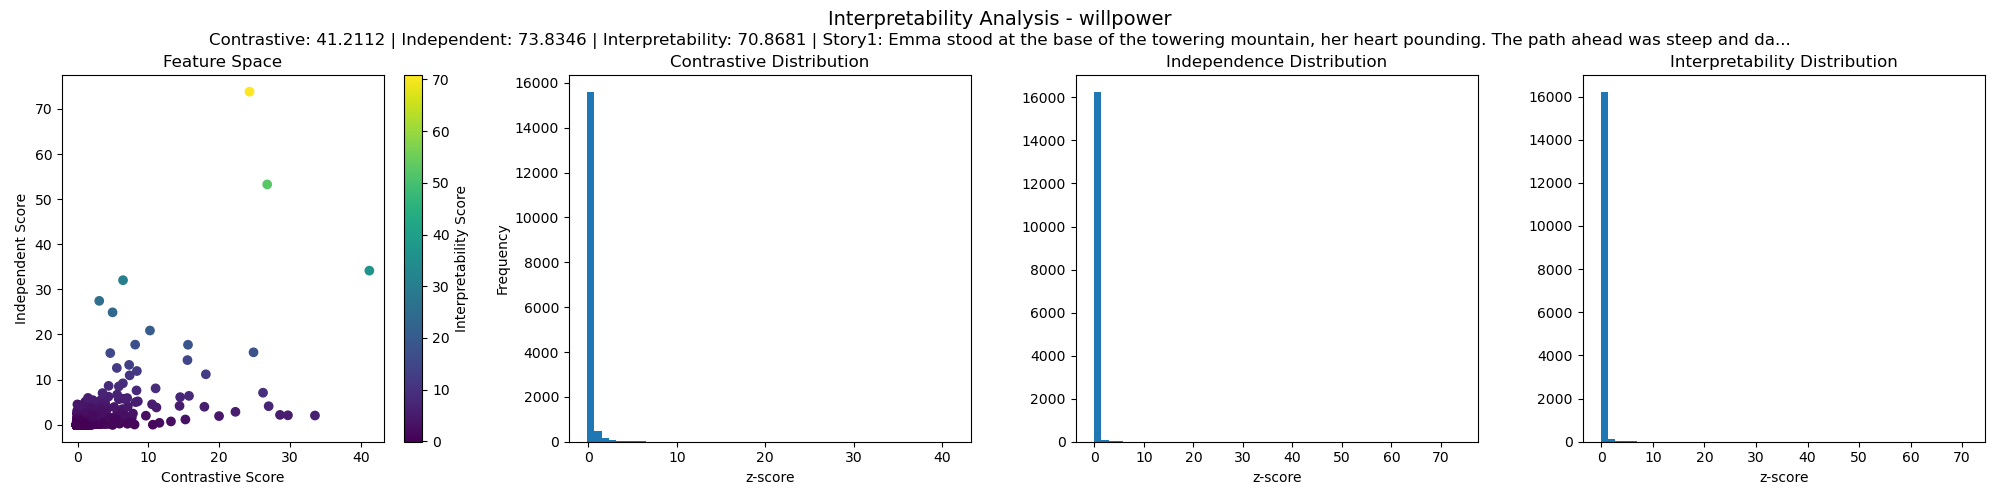 Interpretability Analysis - willpower
Contrastive: 41.2112 | Independent: 73.8346 | Interpretability: 70.8681 | Story1: Emma stood at the base of the towering mountain, her heart pounding. The path ahead was steep and da...
Feature Space
70
60
50
40
30
20
10
0
Independent Score
0 10 20 30 40
Contrastive Score
70
60
50
40
30
20
10
0
Interpretability Score
Contrastive Distribution
16000
14000
12000
10000
8000
6000
4000
2000
0
Frequency
0 10 20 30 40
z-score
Independence Distribution
16000
14000
12000
10000
8000
6000
4000
2000
0
0 10 20 30 40 50 60 70
z-score
Interpretability Distribution
16000
14000
12000
10000
8000
6000
4000
2000
0
0 10 20 30 40 50 60 70
z-score